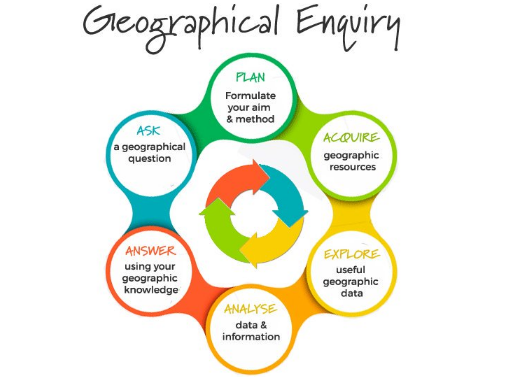 Geographical Enquiry
PLAN
Formulate
your aim
& method
ACQUIRE
geographic
resources
EXPLORE
useful
geographic
data
ANALYSE
data &
information
ANSWER
using your
geographic
knowledge
ASK
a geographical
question